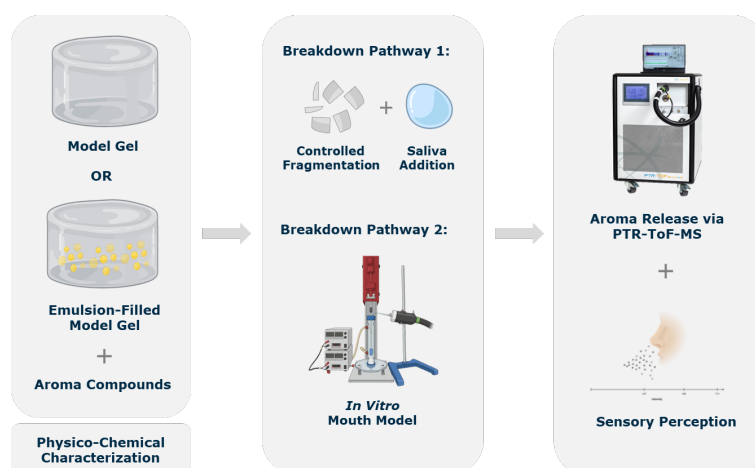 Model Gel
OR
Emulsion-Filled
Model Gel
+
Aroma Compounds
Physico-Chemical
Characterization
Breakdown Pathway 1:
+
Controlled
Fragmentation
Saliva
Addition
Breakdown Pathway 2:
In Vitro
Mouth Model
Aroma Release via
PTR-ToF-MS
+
Sensory Perception